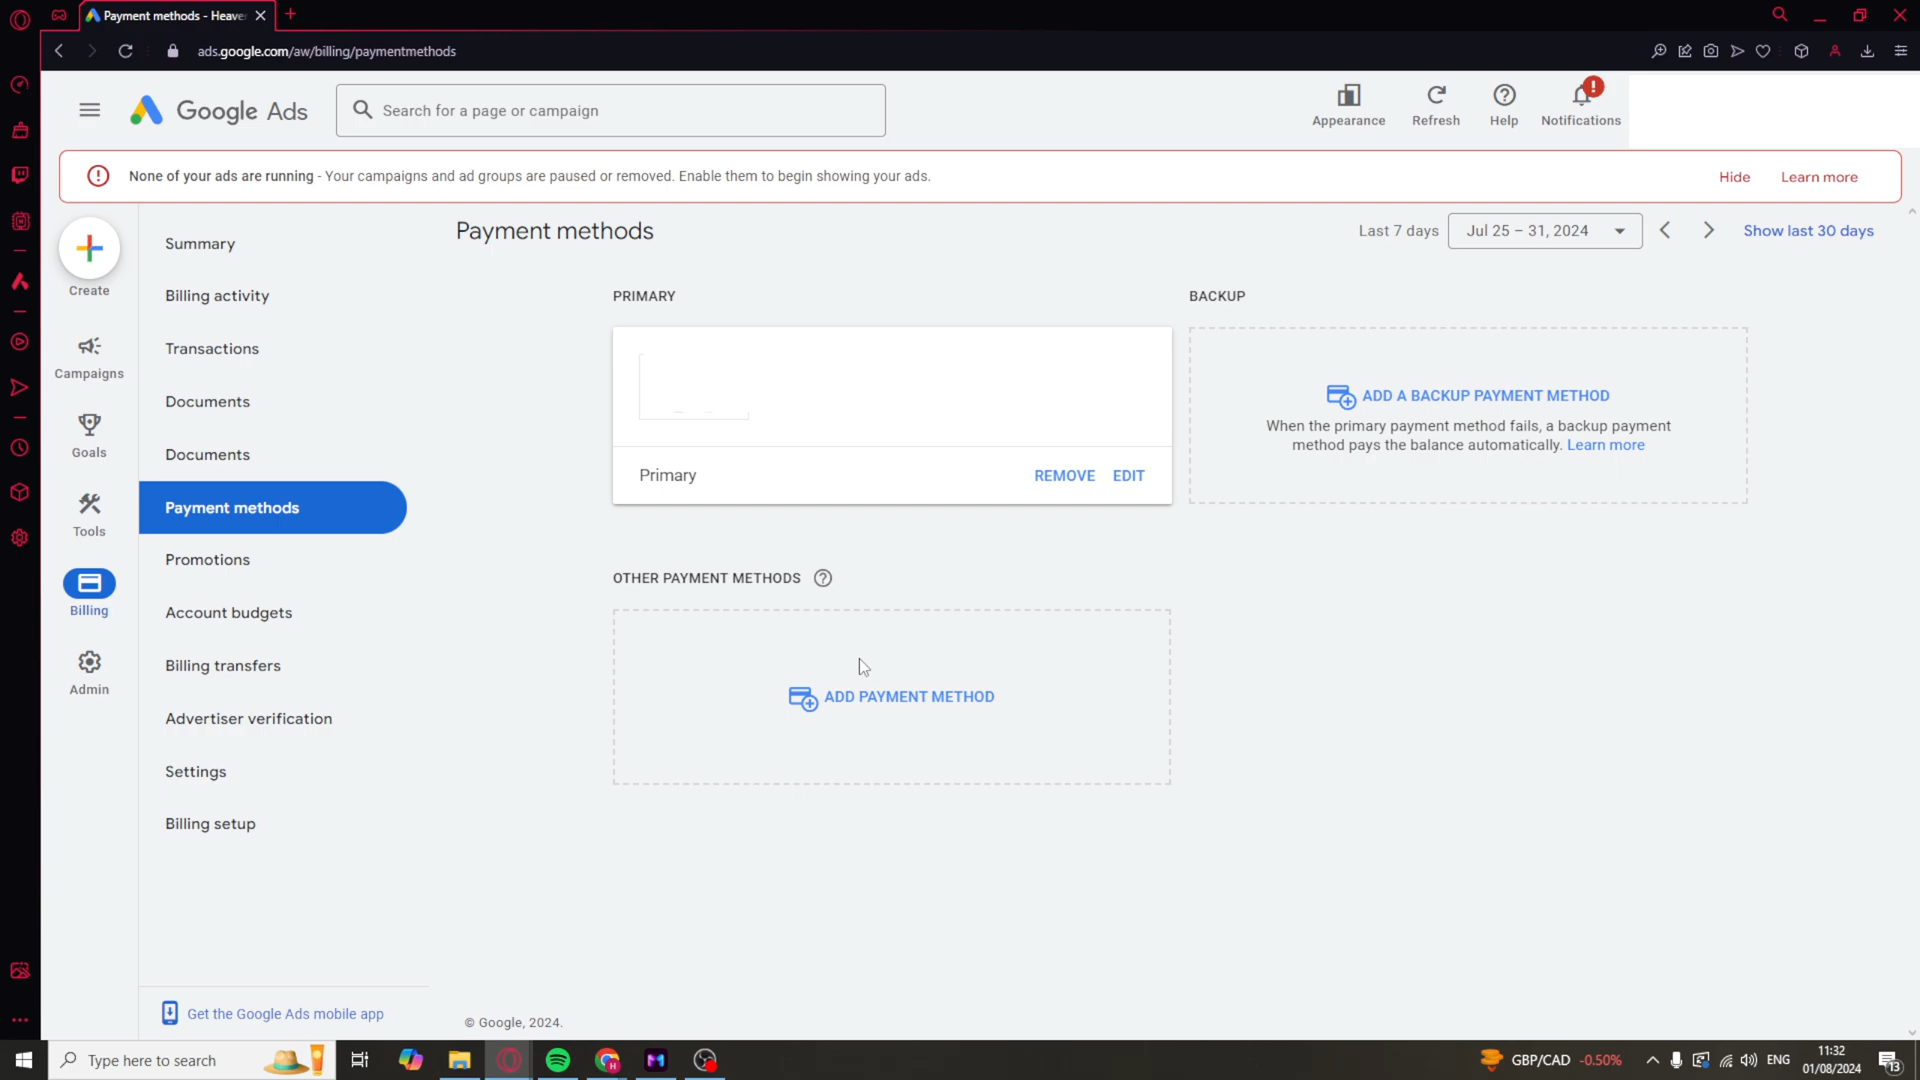 Payment methods - Heaven
ads.google.com/aw/billing/paymentmethods
Google Ads
Search for a page or campaign
Appearance
Refresh
Help
Notifications
None of your ads are running - Your campaigns and ad groups are paused or removed. Enable them to begin showing your ads.
Hide
Learn more
Create
Campaigns
Goals
Tools
Billing
Admin
Summary
Billing activity
Transactions
Documents
Documents
Payment methods
Promotions
Account budgets
Billing transfers
Advertiser verification
Settings
Billing setup
Get the Google Ads mobile app
Payment methods
Last 7 days
Jul 25 – 31, 2024
Show last 30 days
PRIMARY
Primary
REMOVE
EDIT
BACKUP
ADD A BACKUP PAYMENT METHOD
When the primary payment method fails, a backup payment
method pays the balance automatically. Learn more
OTHER PAYMENT METHODS
ADD PAYMENT METHOD
© Google, 2024.
Type here to search
GBP/CAD -0.50%
ENG
11:32
01/08/2024
13